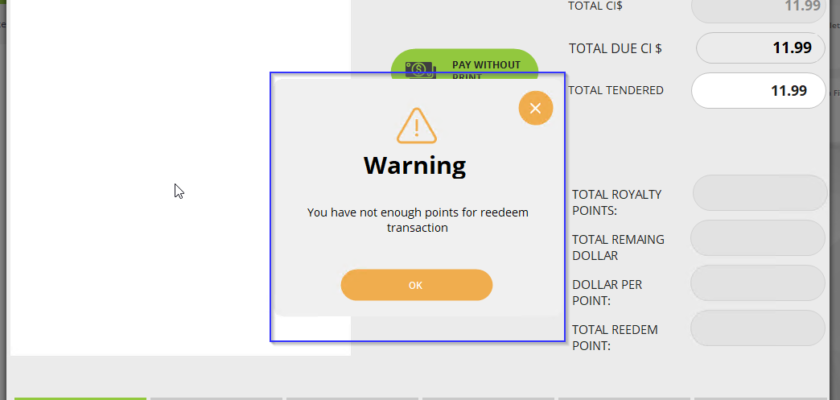 TOTAL CI$
11.99
TOTAL DUE CI $
11.99
PAY WITHOUT
PRINT
TOTAL TENDERED
11.99
Warning
You have not enough points for reedeem
transaction
OK
TOTAL ROYALTY
POINTS:
TOTAL REMAING
DOLLAR
DOLLAR PER
POINT:
TOTAL REEDEM
POINT: